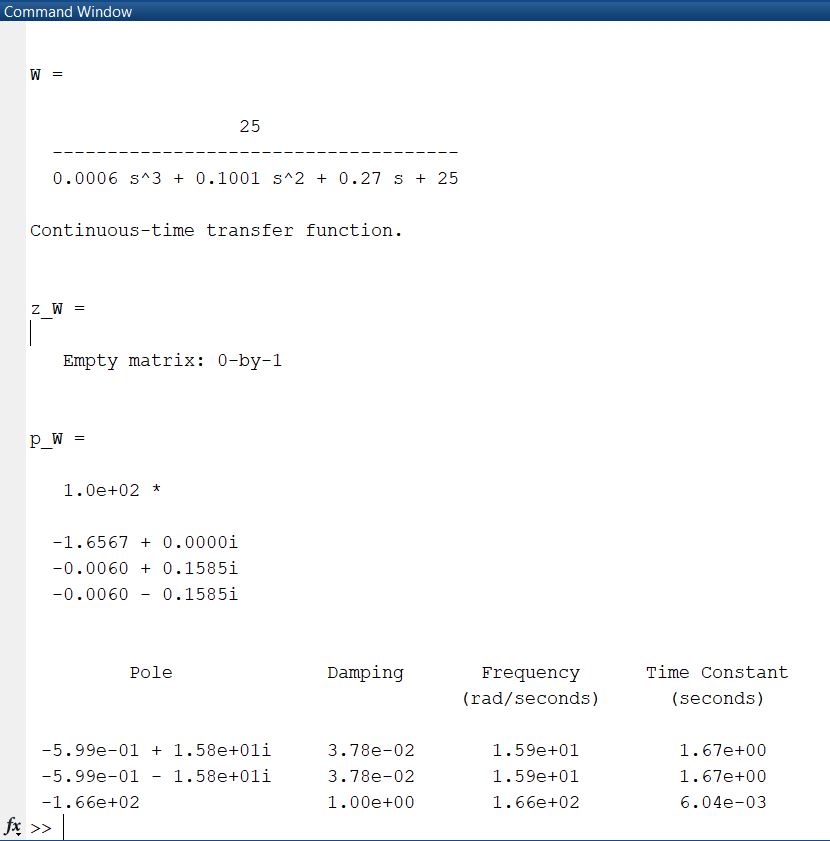 Command Window
W =
25
-------------------------------------
0.0006 s^3 + 0.1001 s^2 + 0.27 s + 25
Continuous-time transfer function.
z_W =
Empty matrix: 0-by-1
p_W =
1.0e+02 *
-1.6567 + 0.0000i
-0.0060 + 0.1585i
-0.0060 - 0.1585i
Pole Damping Frequency Time Constant
(rad/seconds) (seconds)
-5.99e-01 + 1.58e+01i 3.78e-02 1.59e+01 1.67e+00
-5.99e-01 - 1.58e+01i 3.78e-02 1.59e+01 1.67e+00
-1.66e+02 1.00e+00 1.66e+02 6.04e-03
fx >>